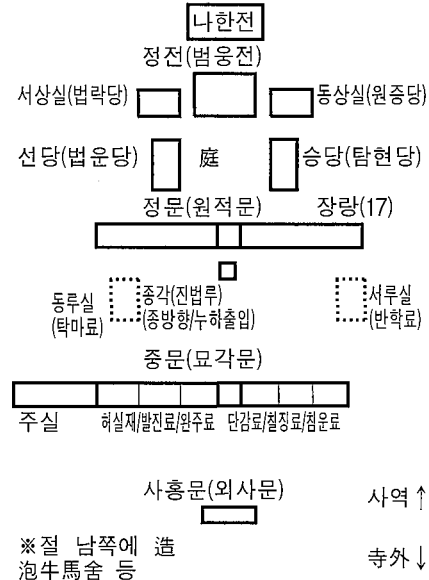 나한전
정전(범웅전)
서상실(법락당) 동상실(원증당)
선당(법운당) 庭 승당(탐현당)
정문(원적문) 장랑(17)
동루실 종각(진법루) 서루실
(탁마료) (종방향/누하출입) (반학료)
중문(묘각문)
주실 허실재/발진료/완주료 단감료/칠징료/침운료
사홍문(외사문)
사역↑
※절 남쪽에 造
泡牛馬舍 등
寺外↓